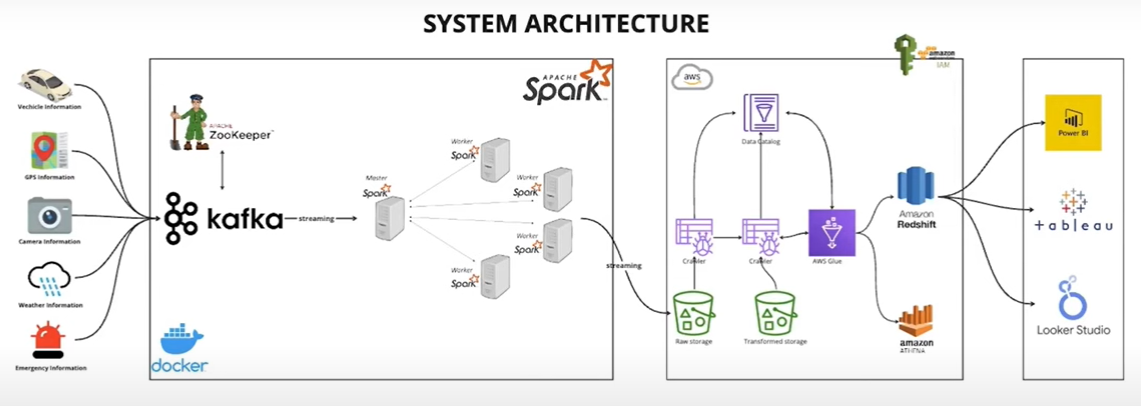 SYSTEM ARCHITECTURE
Vechicle Information
GPS Information
Camera Information
Weather Information
Emergency Information
APACHE
ZooKeeper
kafka
streaming
docker
APACHE
Spark
Master
Spark
Worker
Spark
Worker
Spark
Worker
Spark
Worker
Spark
streaming
aws
amazon
IAM
Data Catalog
Crawler
Crawler
AWS Glue
Raw storage
Transformed storage
Amazon
Redshift
amazon
ATHENA
Power BI
+ableau
Looker Studio